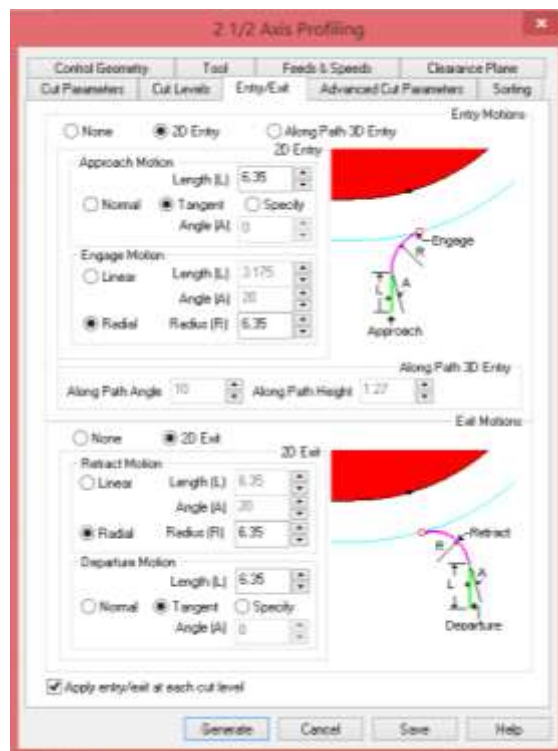 2 1/2 Axis Profiling
Control Geometry Tool Feeds & Speeds Clearance Plane
Cut Parameters Cut Levels Entry/Exit Advanced Cut Parameters Sorting
Entry Motions
None 2D Entry Along Path 3D Entry
2D Entry
Approach Motion
Length (L) 6.35
Normal Tangent Specify
Angle (A) 0
Engage Motion
Linear Length (L) 3.175
Angle (A) 20
Radial Radius (R) 6.35
Engage
R
L
A
Approach
Along Path 3D Entry
Along Path Angle 10 Along Path Height 1.27
Exit Motions
None 2D Exit
2D Exit
Retract Motion
Linear Length (L) 6.35
Angle (A) 20
Radial Radius (R) 6.35
Departure Motion
Length (L) 6.35
Normal Tangent Specify
Angle (A) 0
Retract
R
L
A
Departure
Apply entry/exit at each cut level
Generate Cancel Save Help